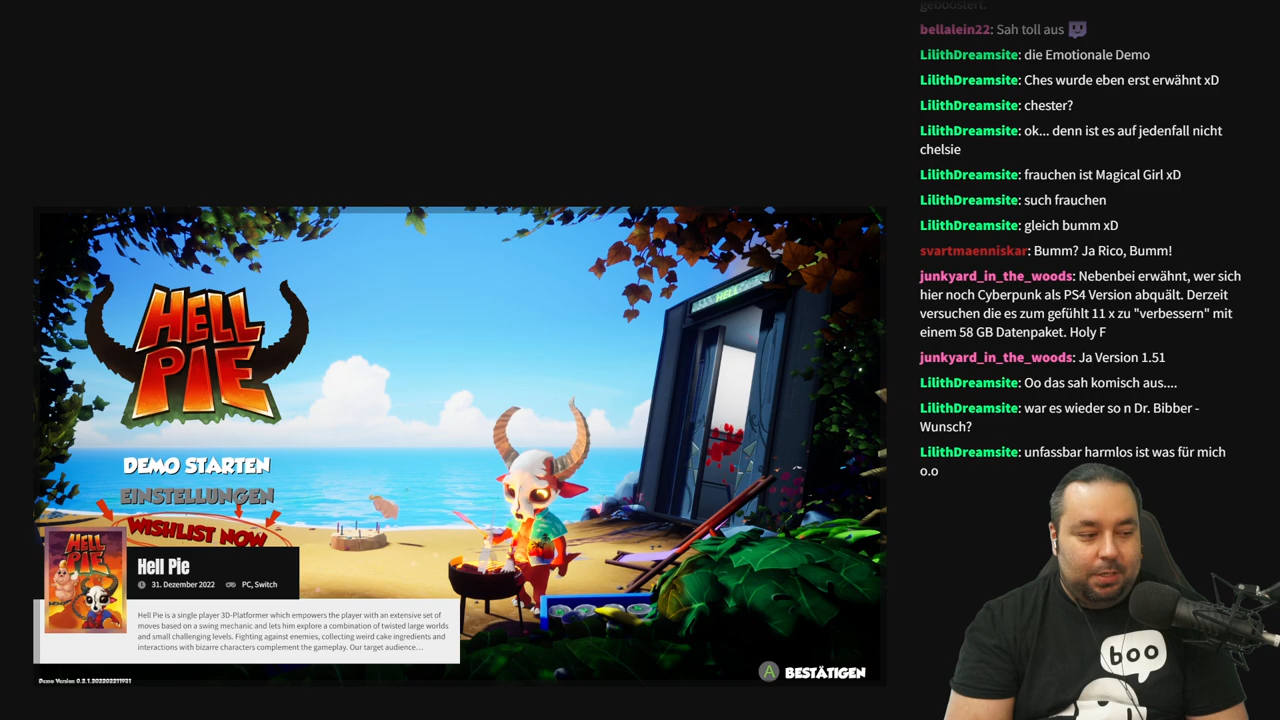 geboostert.
bellalein22: Sah toll aus
LilithDreamsite: die Emotionale Demo
LilithDreamsite: Ches wurde eben erst erwähnt xD
LilithDreamsite: chester?
LilithDreamsite: ok... denn ist es auf jedenfall nicht
chelsie
LilithDreamsite: frauchen ist Magical Girl xD
LilithDreamsite: such frauchen
LilithDreamsite: gleich bumm xD
svartmaenniskar: Bumm? Ja Rico, Bumm!
junkyard_in_the_woods: Nebenbei erwähnt, wer sich
hier noch Cyberpunk als PS4 Version abquält. Derzeit
versuchen die es zum gefühlt 11 x zu "verbessern" mit
einem 58 GB Datenpaket. Holy F
junkyard_in_the_woods: Ja Version 1.51
LilithDreamsite: Oo das sah komisch aus....
LilithDreamsite: war es wieder so n Dr. Bibber -
Wunsch?
LilithDreamsite: unfassbar harmlos ist was für mich
o.o
HELL
HELL
PIE
DEMO STARTEN
EINSTELLUNGEN
WISHLIST NOW
HELL
PIE
Hell Pie
31. Dezember 2022
PC, Switch
Hell Pie is a single player 3D-Platformer which empowers the player with an extensive set of
moves based on a swing mechanic and lets him explore a combination of twisted large worlds
and small challenging levels. Fighting against enemies, collecting weird cake ingredients and
interactions with bizarre characters complement the gameplay. Our target audience...
A BESTÄTIGEN
boo